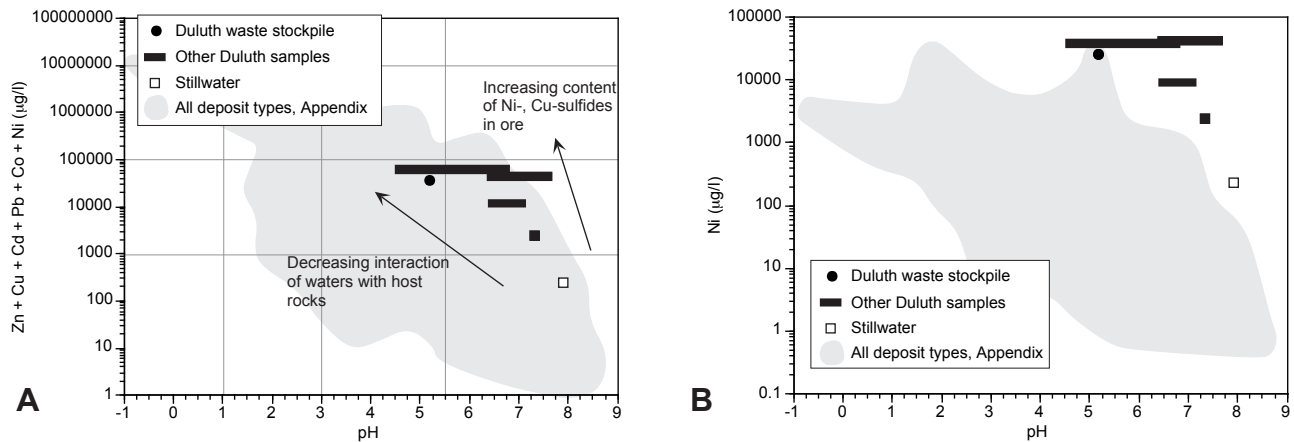 Zn + Cu + Cd + Pb + Co + Ni (µg/l)
100000000
10000000
1000000
100000
10000
1000
100
10
1
-1 0 1 2 3 4 5 6 7 8 9
pH
Duluth waste stockpile
Other Duluth samples
Stillwater
All deposit types, Appendix
Increasing content
of Ni-, Cu-sulfides
in ore
Decreasing interaction
of waters with host
rocks
A
Ni (µg/l)
100000
10000
1000
100
10
1
0.1
-1 0 1 2 3 4 5 6 7 8 9
pH
Duluth waste stockpile
Other Duluth samples
Stillwater
All deposit types, Appendix
B